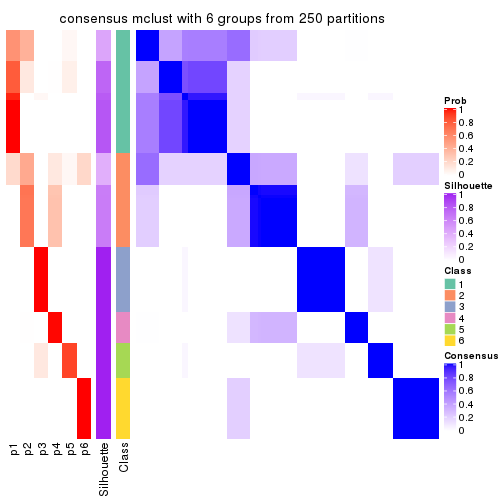 consensus mclust with 6 groups from 250 partitions
Prob
1
0.8
0.6
0.4
0.2
0
Silhouette
1
0.8
0.6
0.4
0.2
0
Class
1
2
3
4
5
6
Consensus
1
0.8
0.6
0.4
0.2
0
p1
p2
p3
p4
p5
p6
Silhouette
Class